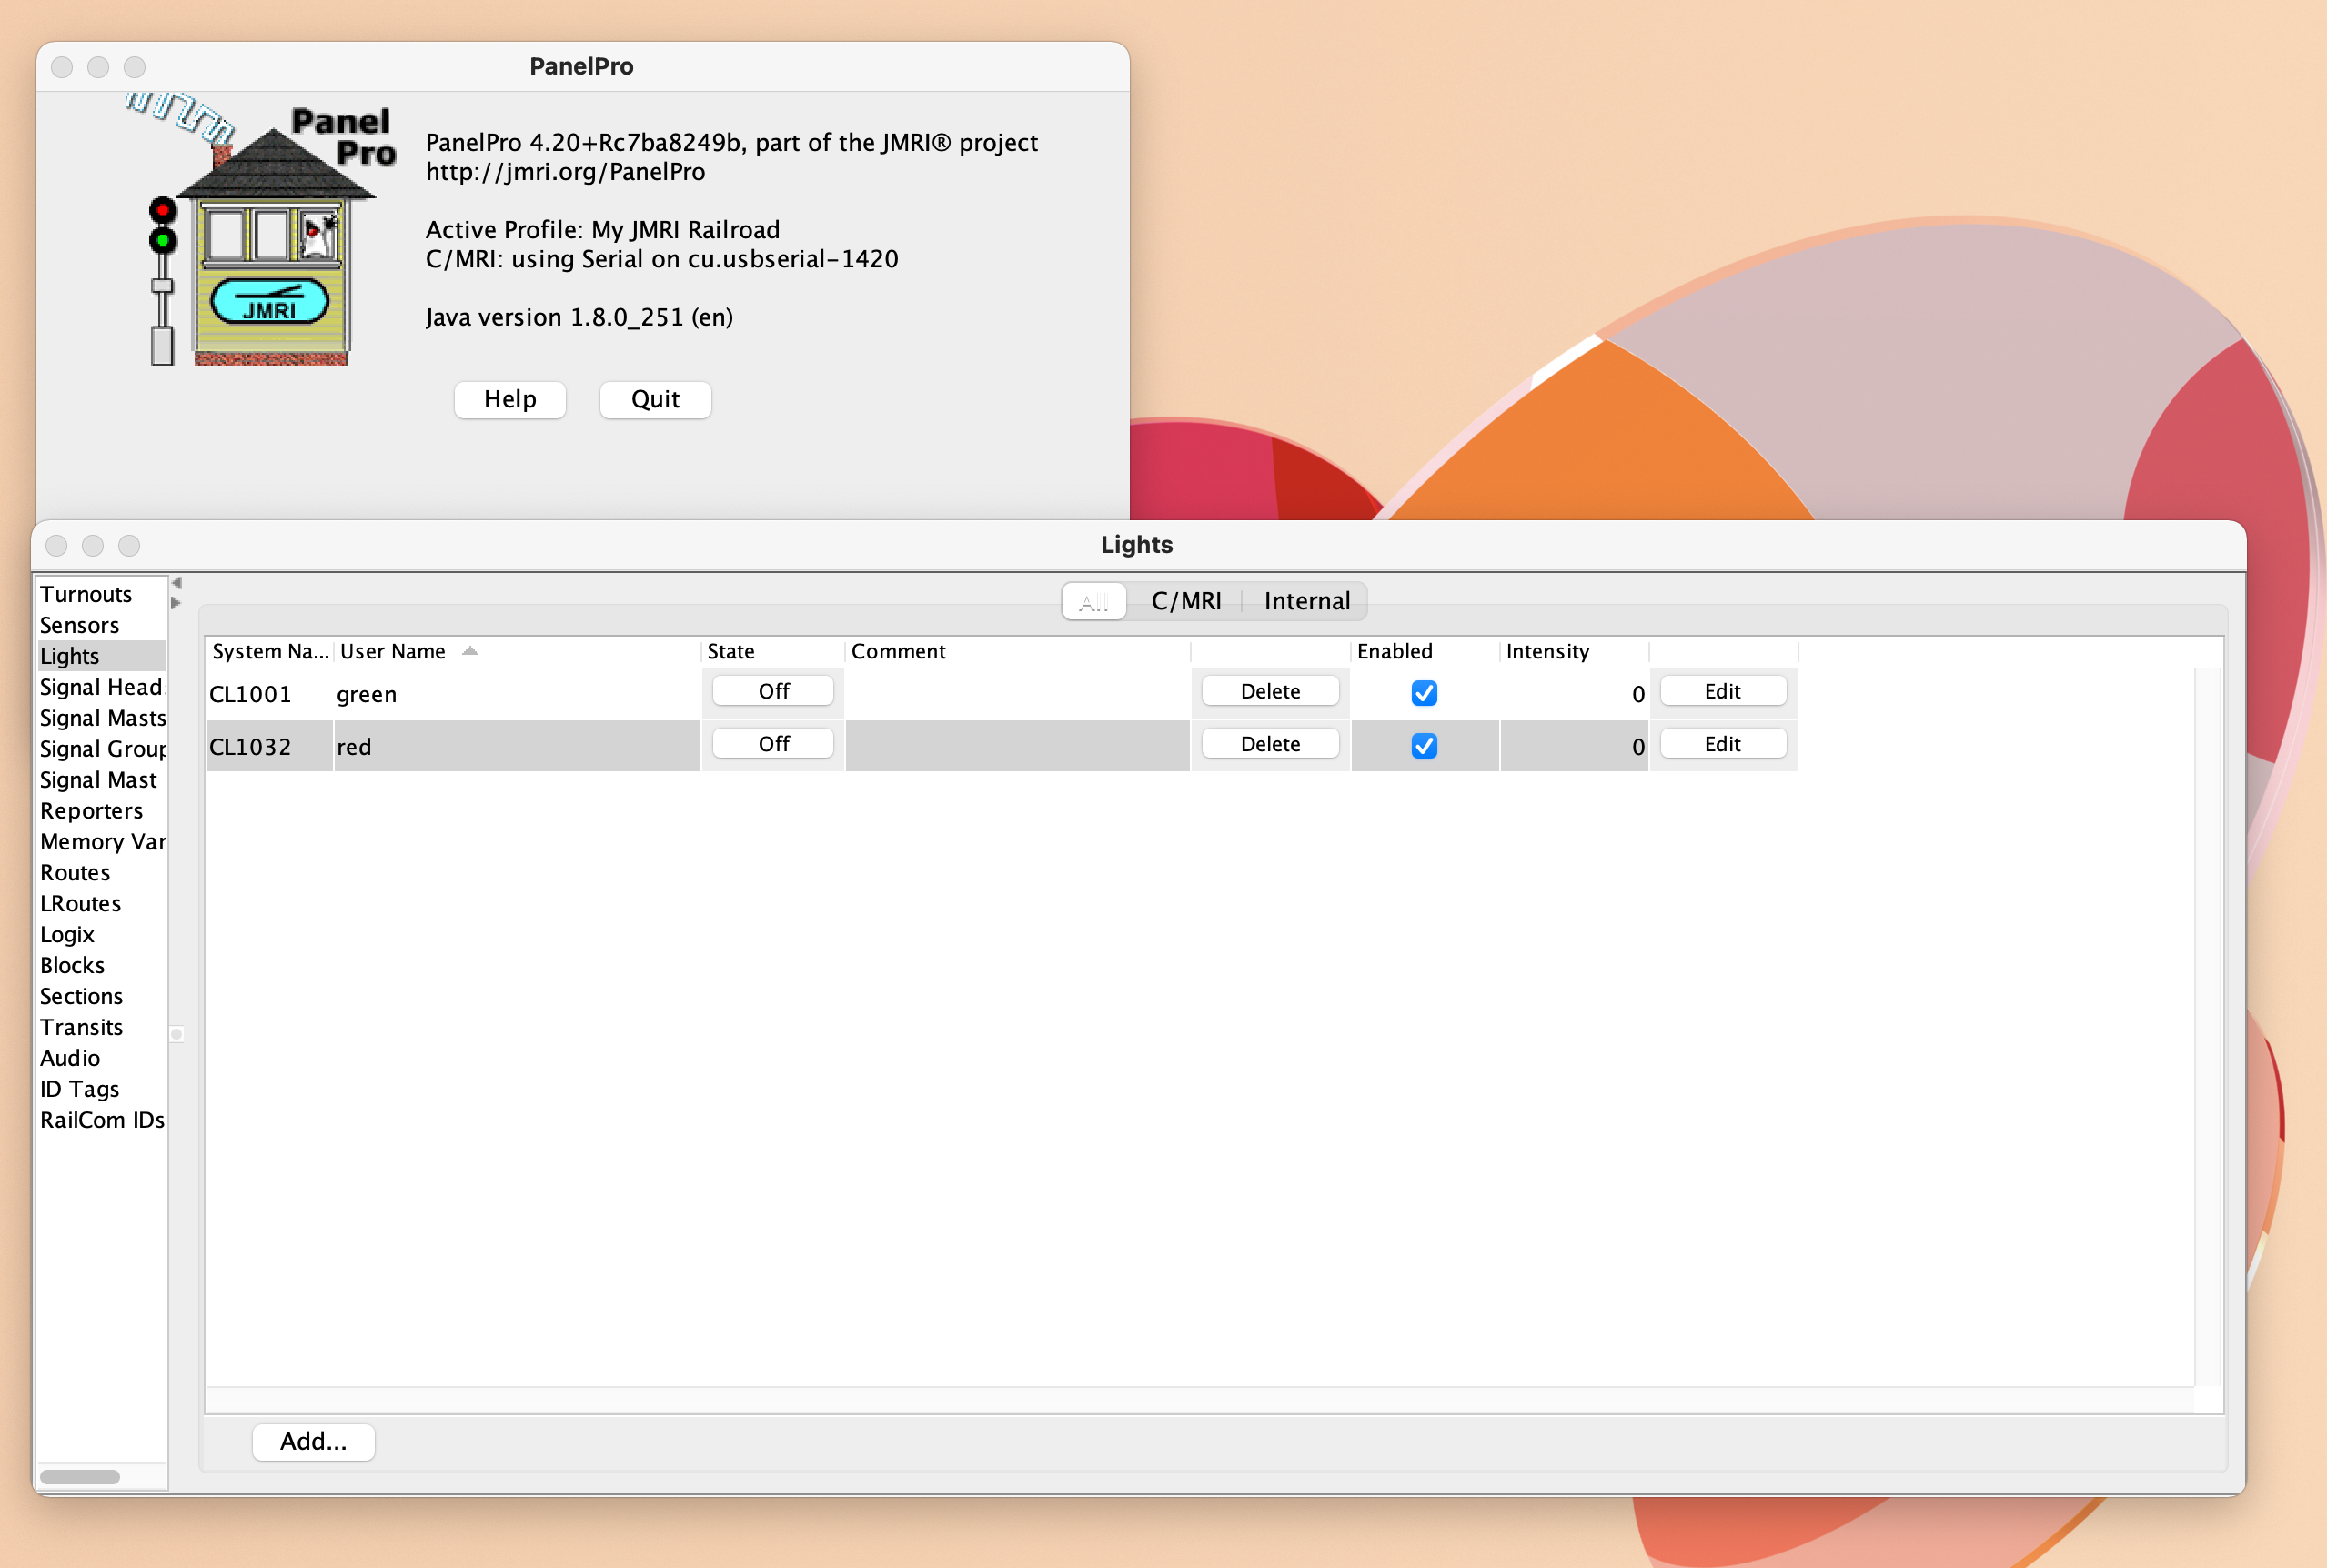 PanelPro
Panel
Pro
PanelPro 4.20+Rc7ba8249b, part of the JMRI® project
http://jmri.org/PanelPro
Active Profile: My JMRI Railroad
C/MRI: using Serial on cu.usbserial-1420
Java version 1.8.0_251 (en)
JMRI
Help Quit
Lights
Turnouts
Sensors
Lights
Signal Head
Signal Masts
Signal Group
Signal Mast
Reporters
Memory Var
Routes
LRoutes
Logix
Blocks
Sections
Transits
Audio
ID Tags
RailCom IDs
All C/MRI Internal
System Na... User Name State Comment Enabled Intensity
CL1001 green Off Delete 0 Edit
CL1032 red Off Delete 0 Edit
Add...